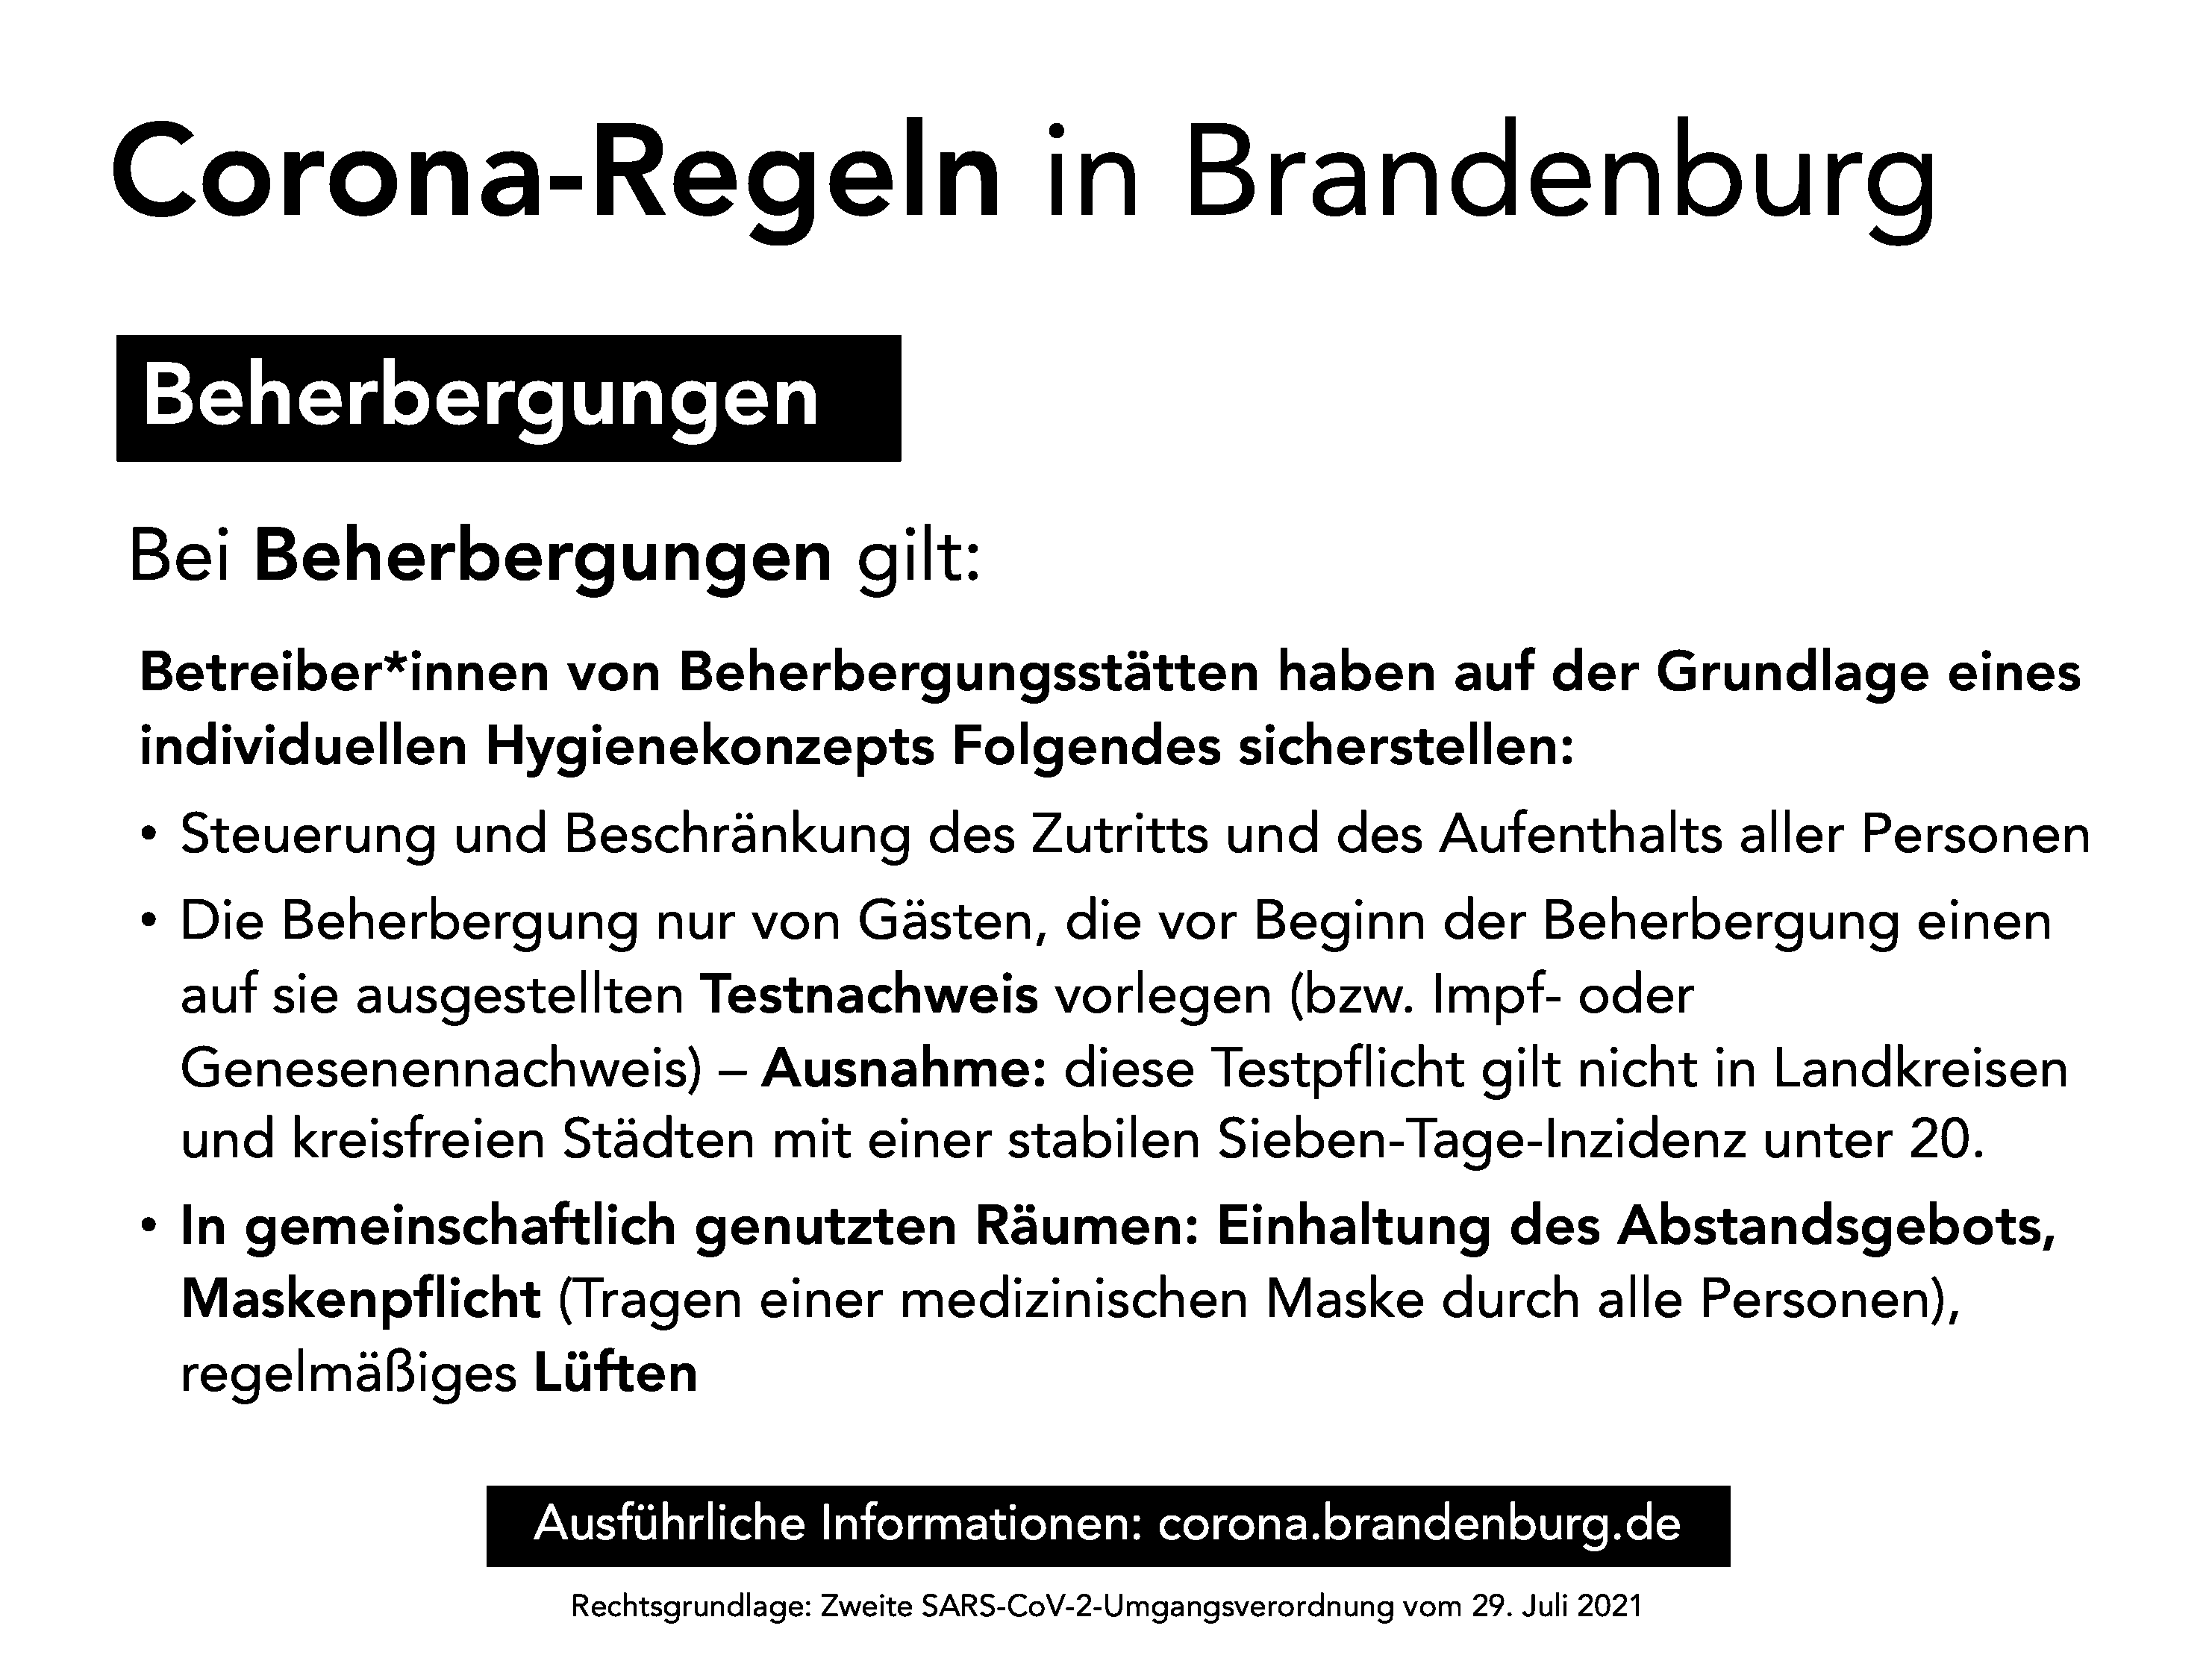 Corona-Regeln in Brandenburg
Beherbergungen
Bei Beherbergungen gilt:
Betreiber*innen von Beherbergungsstätten haben auf der Grundlage eines
individuellen Hygienekonzepts Folgendes sicherstellen:
• Steuerung und Beschränkung des Zutritts und des Aufenthalts aller Personen
• Die Beherbergung nur von Gästen, die vor Beginn der Beherbergung einen
auf sie ausgestellten Testnachweis vorlegen (bzw. Impf- oder
Genesenennachweis) – Ausnahme: diese Testpflicht gilt nicht in Landkreisen
und kreisfreien Städten mit einer stabilen Sieben-Tage-Inzidenz unter 20.
• In gemeinschaftlich genutzten Räumen: Einhaltung des Abstandsgebots,
Maskenpflicht (Tragen einer medizinischen Maske durch alle Personen),
regelmäßiges Lüften
Ausführliche Informationen: corona.brandenburg.de
Rechtsgrundlage: Zweite SARS-CoV-2-Umgangsverordnung vom 29. Juli 2021